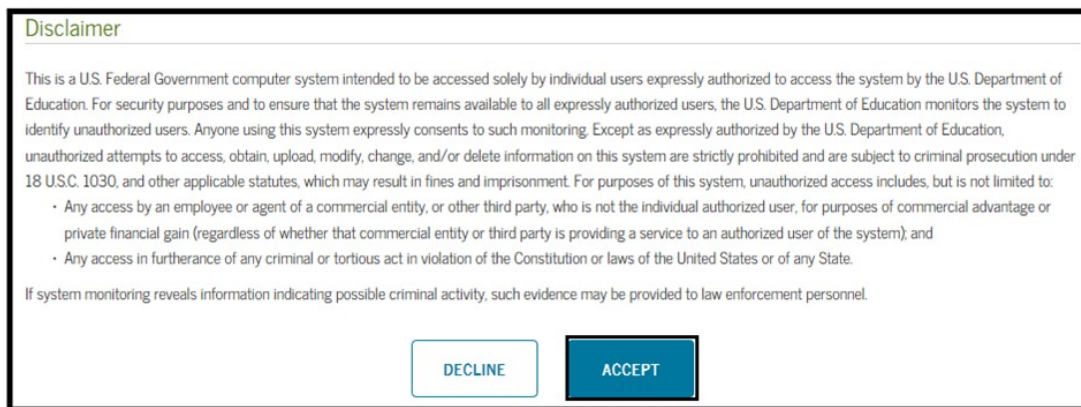 Disclaimer
This is a U.S. Federal Government computer system intended to be accessed solely by individual users expressly authorized to access the system by the U.S. Department of
Education. For security purposes and to ensure that the system remains available to all expressly authorized users, the U.S. Department of Education monitors the system to
identify unauthorized users. Anyone using this system expressly consents to such monitoring. Except as expressly authorized by the U.S. Department of Education,
unauthorized attempts to access, obtain, upload, modify, change, and/or delete information on this system are strictly prohibited and are subject to criminal prosecution under
18 U.S.C. 1030, and other applicable statutes, which may result in fines and imprisonment. For purposes of this system, unauthorized access includes, but is not limited to:
• Any access by an employee or agent of a commercial entity, or other third party, who is not the individual authorized user, for purposes of commercial advantage or
private financial gain (regardless of whether that commercial entity or third party is providing a service to an authorized user of the system); and
• Any access in furtherance of any criminal or tortious act in violation of the Constitution or laws of the United States or of any State.
If system monitoring reveals information indicating possible criminal activity, such evidence may be provided to law enforcement personnel.
DECLINE ACCEPT